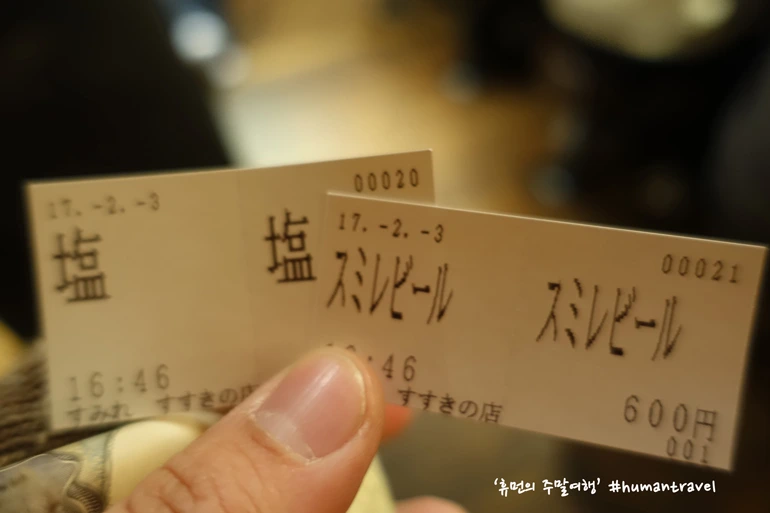 17.-2.-3
00020
塩
塩
16:46
すみれ すすきの店
17.-2.-3
00021
スミレビール
スミレビール
:46
すすきの店
600円
001
'휴먼의 주말여행' #humantravel